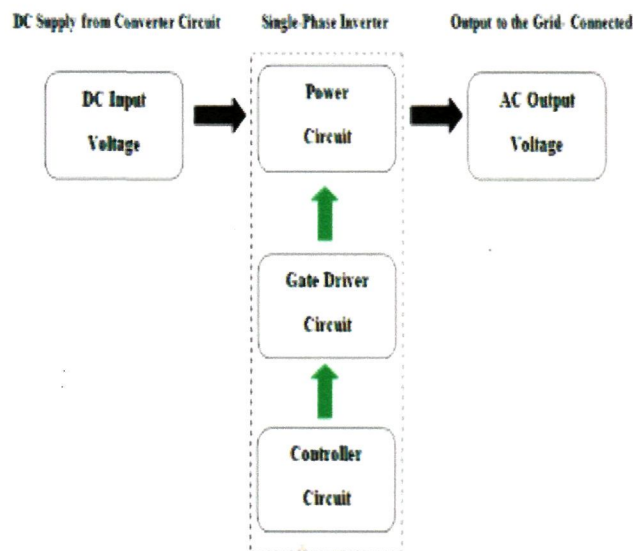 DC Supply from Converter Circuit
Single-Phase Inverter
Output to the Grid- Connected
DC Input
Voltage
Power
Circuit
AC Output
Voltage
Gate Driver
Circuit
Controller
Circuit